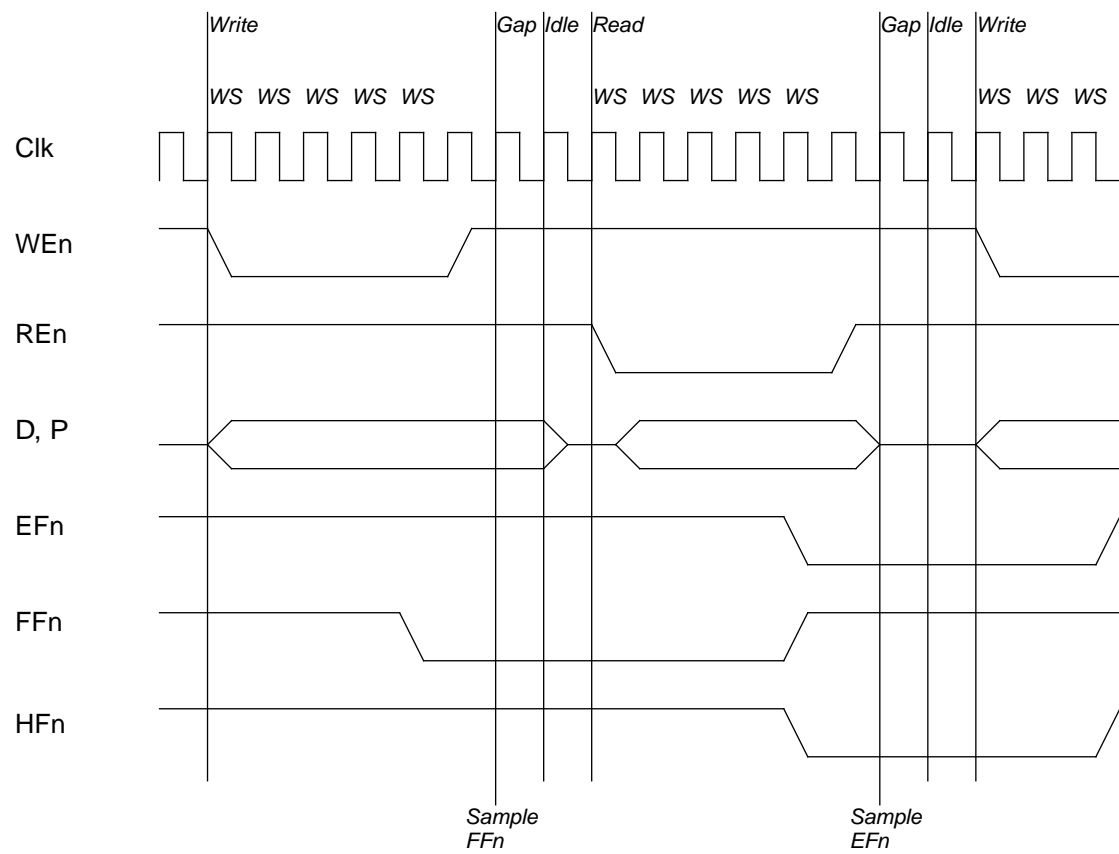 Write Gap Idle Read Gap Idle Write
WS WS WS WS WS WS WS WS WS WS WS WS WS
Clk
WEn
REn
D, P
EFn
FFn
HFn
Sample Sample
FFn EFn